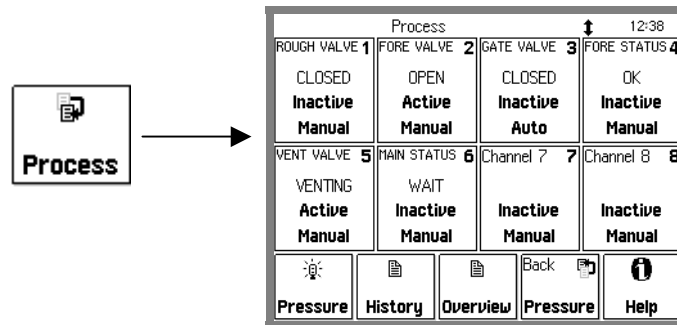 Process
Process 12:38
ROUGH VALVE 1 FORE VALVE 2 GATE VALVE 3 FORE STATUS 4
CLOSED OPEN CLOSED OK
Inactive Active Inactive Inactive
Manual Manual Auto Manual
VENT VALVE 5 MAIN STATUS 6 Channel 7 7 Channel 8 8
VENTING WAIT
Active Inactive Inactive Inactive
Manual Manual Manual Manual
Back
Pressure History Overview Pressure Help